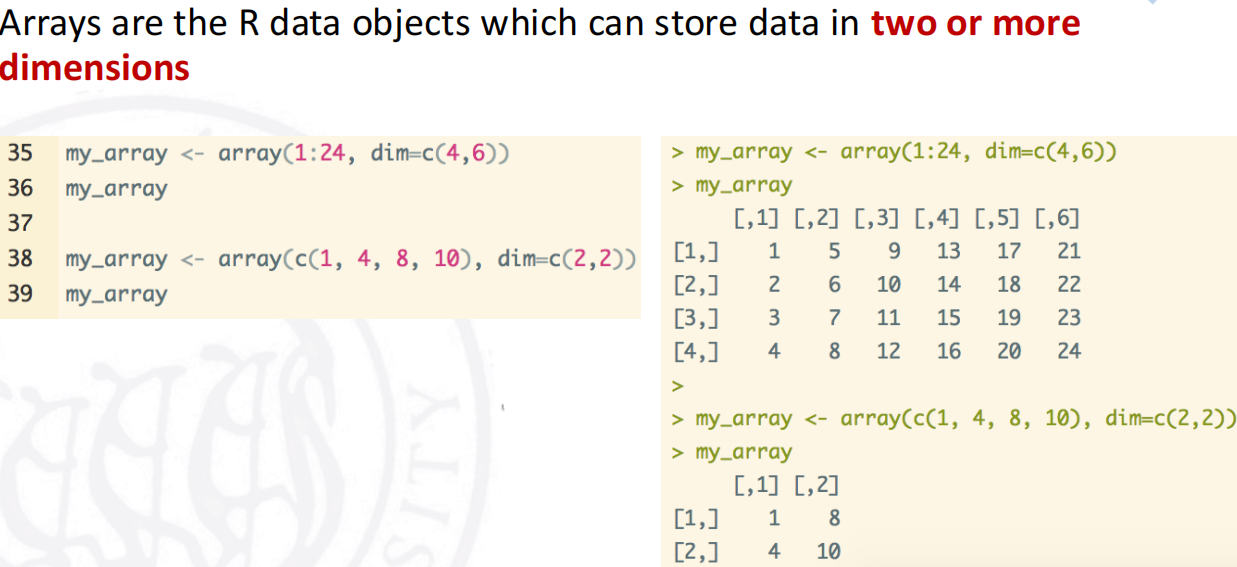 Arrays are the R data objects which can store data in two or more
dimensions
35 my_array <- array(1:24, dim=c(4,6))
36 my_array
37
38 my_array <- array(c(1, 4, 8, 10), dim=c(2,2))
39 my_array
> my_array <- array(1:24, dim=c(4,6))
> my_array
[,1] [,2] [,3] [,4] [,5] [,6]
[1,] 1 5 9 13 17 21
[2,] 2 6 10 14 18 22
[3,] 3 7 11 15 19 23
[4,] 4 8 12 16 20 24
>
> my_array <- array(c(1, 4, 8, 10), dim=c(2,2))
> my_array
[,1] [,2]
[1,] 1 8
[2,] 4 10
SITY